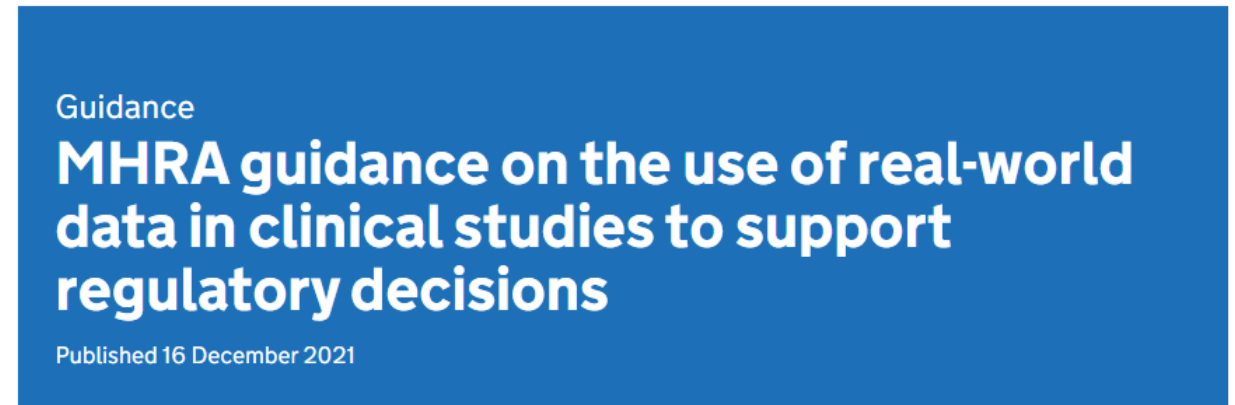 Guidance
MHRA guidance on the use of real-world
data in clinical studies to support
regulatory decisions
Published 16 December 2021